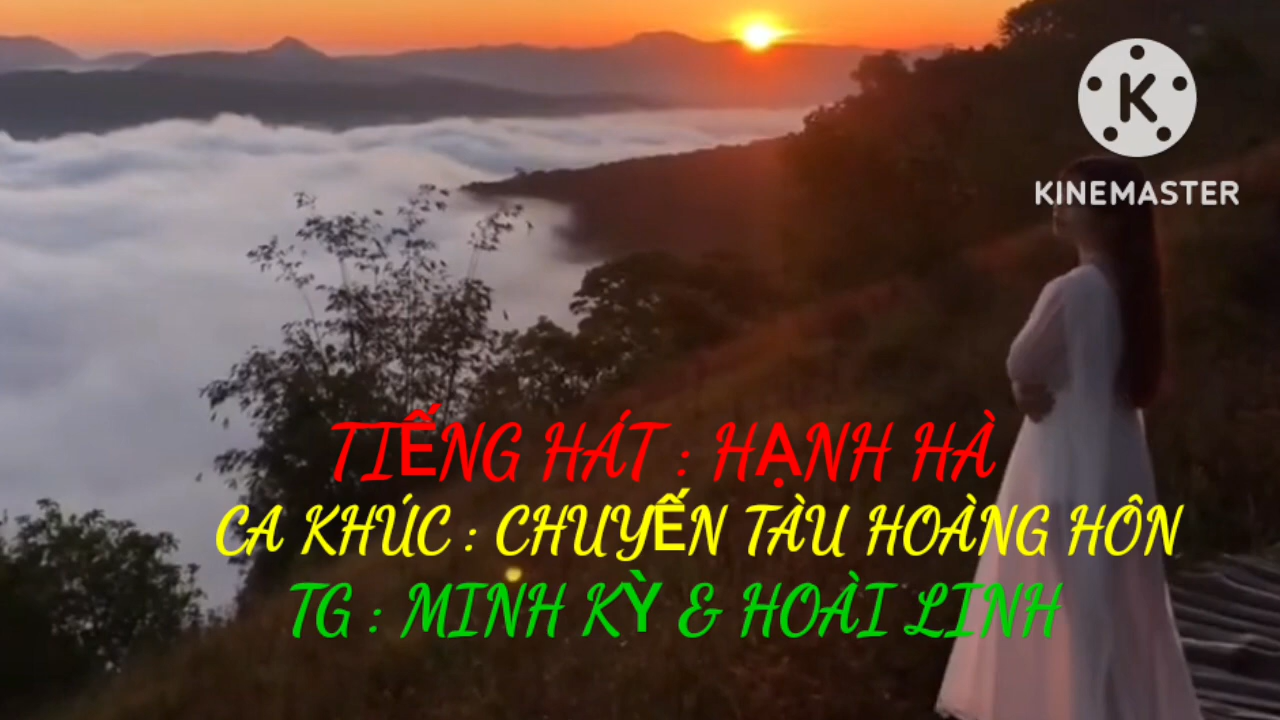 K
KINEMASTER
TIẾNG HÁT : HẠNH HÀ
CA KHÚC : CHUYẾN TÀU HOÀNG HÔN
TG : MINH KỲ & HOÀI LINH